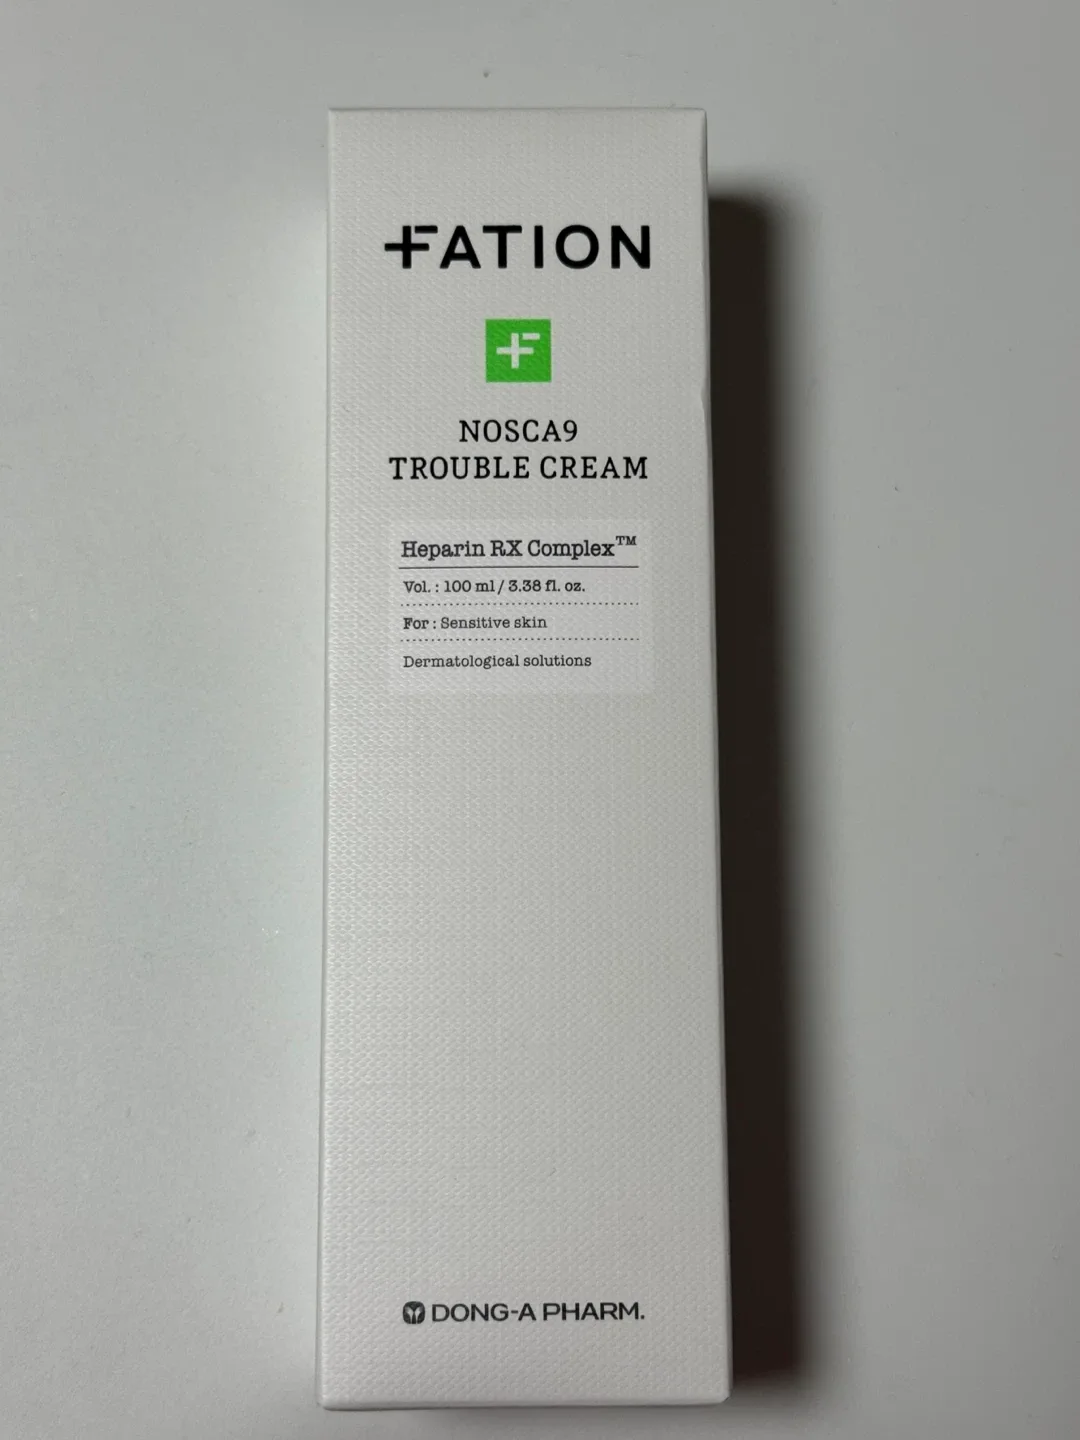 FATION
NOSCA9
TROUBLE CREAM
Heparin RX Complex™
Vol. : 100 ml / 3.38 fl. oz.
For : Sensitive skin
Dermatological solutions
DONG-A PHARM.